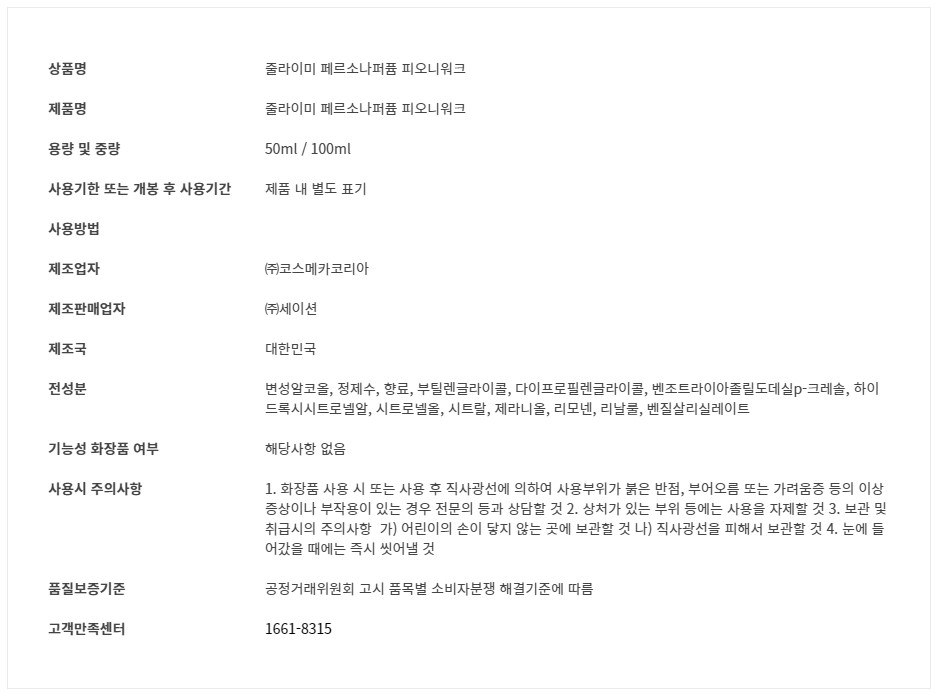 상품명 줄라이미 페르소나퍼퓸 피오니워크
제품명 줄라이미 페르소나퍼퓸 피오니워크
용량 및 중량 50ml / 100ml
사용기한 또는 개봉 후 사용기간 제품 내 별도 표기
사용방법
제조업자 ㈜코스메카코리아
제조판매업자 ㈜세이션
제조국 대한민국
전성분 변성알코올, 정제수, 향료, 부틸렌글라이콜, 다이프로필렌글라이콜, 벤조트라이아졸릴도데실p-크레솔, 하이
드록시시트로넬알, 시트로넬올, 시트랄, 제라니올, 리모넨, 리날룰, 벤질살리실레이트
기능성 화장품 여부 해당사항 없음
사용시 주의사항 1. 화장품 사용 시 또는 사용 후 직사광선에 의하여 사용부위가 붉은 반점, 부어오름 또는 가려움증 등의 이상
증상이나 부작용이 있는 경우 전문의 등과 상담할 것 2. 상처가 있는 부위 등에는 사용을 자제할 것 3. 보관 및
취급시의 주의사항 가) 어린이의 손이 닿지 않는 곳에 보관할 것 나) 직사광선을 피해서 보관할 것 4. 눈에 들
어갔을 때에는 즉시 씻어낼 것
품질보증기준 공정거래위원회 고시 품목별 소비자분쟁 해결기준에 따름
고객만족센터 1661-8315